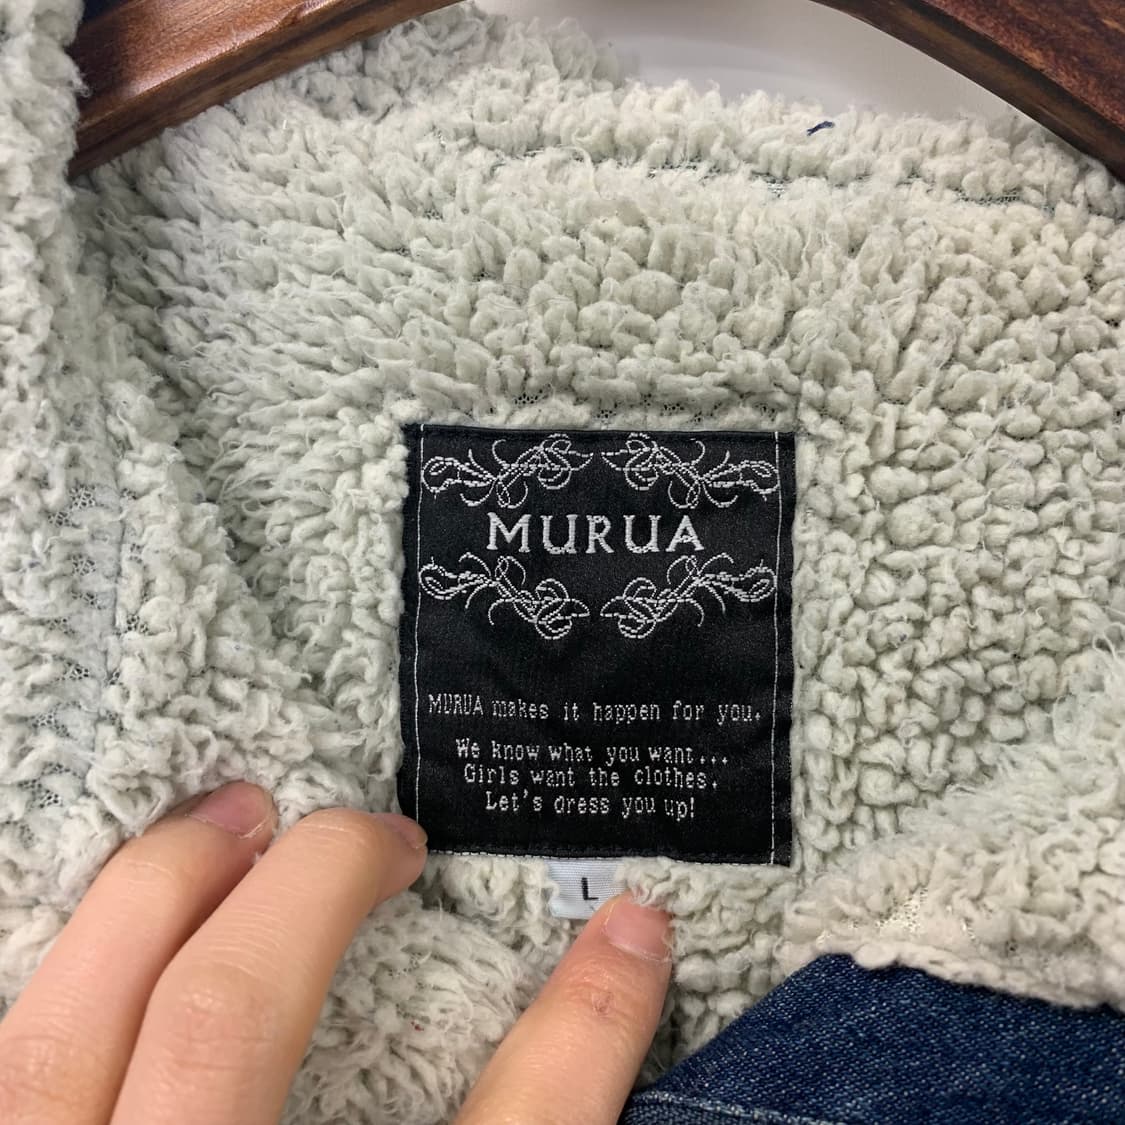 MURUA
MURUA makes it happen for you.
We know what you want...
Girls want the clothes.
Let's dress you up!
L